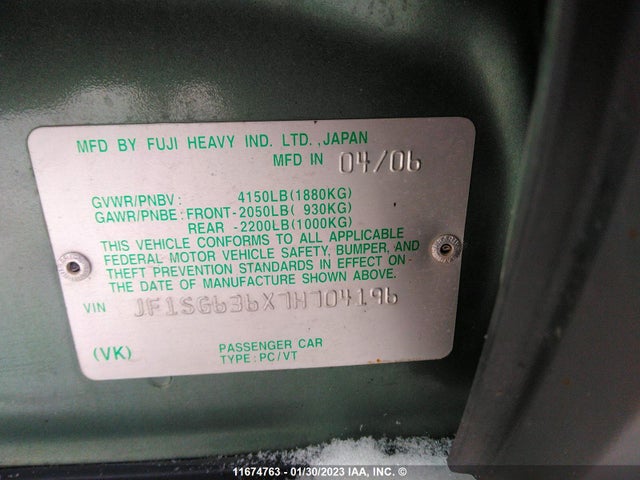 MFD BY FUJI HEAVY IND. LTD. ,JAPAN
MFD IN 04/06
GVWR/PNBV : 4150LB(1880KG)
GAWR/PNBE: FRONT-2050LB( 930KG)
REAR -2200LB(1000KG)
THIS VEHICLE CONFORMS TO ALL APPLICABLE
FEDERAL MOTOR VEHICLE SAFETY, BUMPER, AND
THEFT PREVENTION STANDARDS IN EFFECT ON
THE DATE OF MANUFACTURE SHOWN ABOVE.
VIN JF1SG636X7H704196
(VK) PASSENGER CAR
TYPE: PC/VT
11674763 - 01/30/2023 IAA, INC. ©